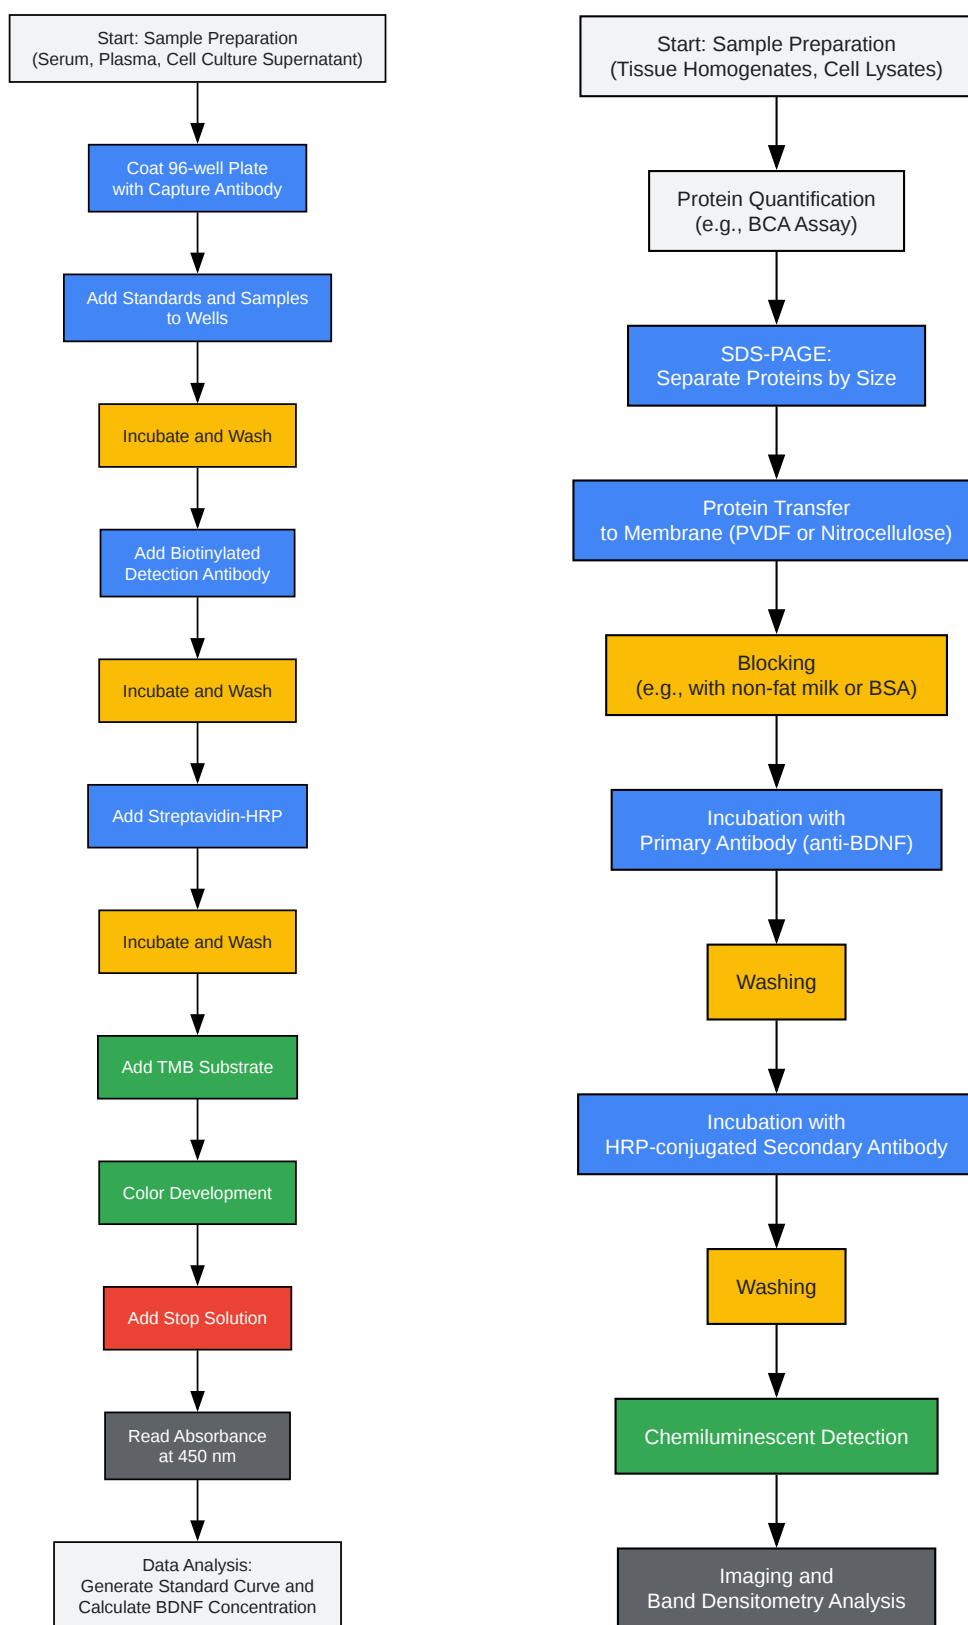 Start: Sample Preparation
(Serum, Plasma, Cell Culture Supernatant)
Coat 96-well Plate
with Capture Antibody
Add Standards and Samples
to Wells
Incubate and Wash
Add Biotinylated
Detection Antibody
Incubate and Wash
Add Streptavidin-HRP
Incubate and Wash
Add TMB Substrate
Color Development
Add Stop Solution
Read Absorbance
at 450 nm
Data Analysis:
Generate Standard Curve and
Calculate BDNF Concentration
Start: Sample Preparation
(Tissue Homogenates, Cell Lysates)
Protein Quantification
(e.g., BCA Assay)
SDS-PAGE:
Separate Proteins by Size
Protein Transfer
to Membrane (PVDF or Nitrocellulose)
Blocking
(e.g., with non-fat milk or BSA)
Incubation with
Primary Antibody (anti-BDNF)
Washing
Incubation with
HRP-conjugated Secondary Antibody
Washing
Chemiluminescent Detection
Imaging and
Band Densitometry Analysis